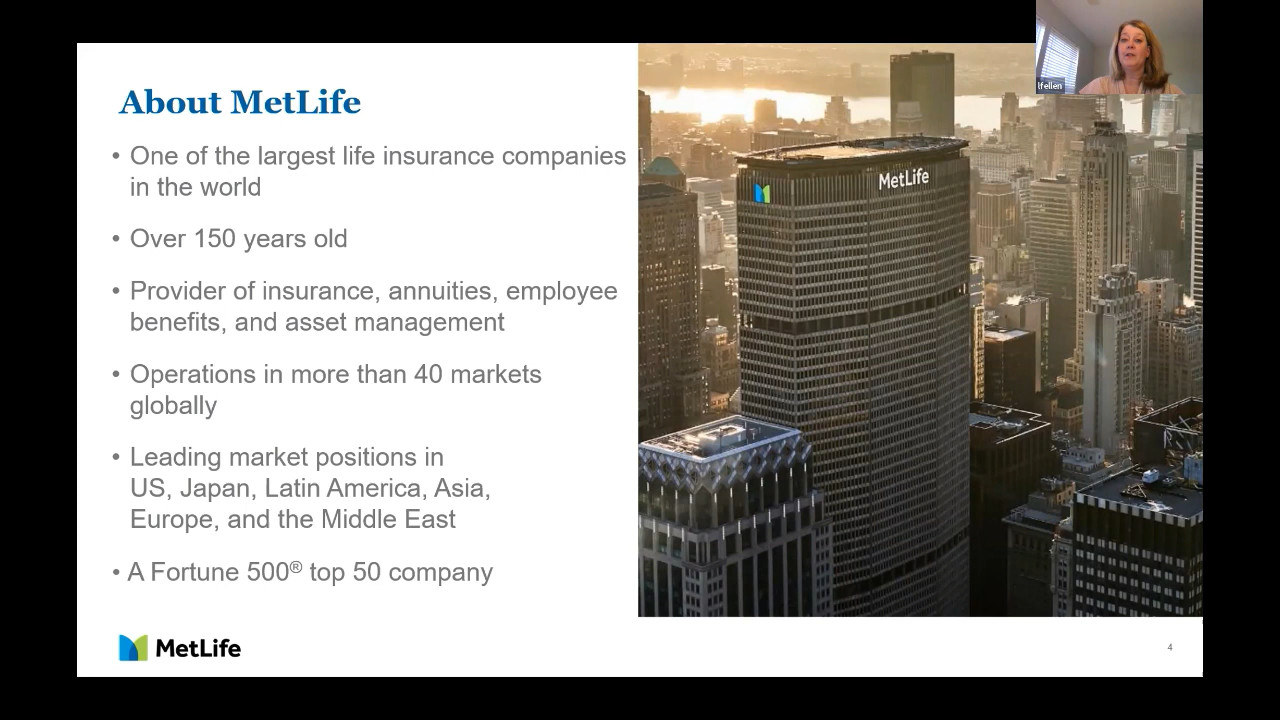 About MetLife
• One of the largest life insurance companies
in the world
• Over 150 years old
• Provider of insurance, annuities, employee
benefits, and asset management
• Operations in more than 40 markets
globally
• Leading market positions in
US, Japan, Latin America, Asia,
Europe, and the Middle East
• A Fortune 500® top 50 company
MetLife
MetLife
4
lfellen